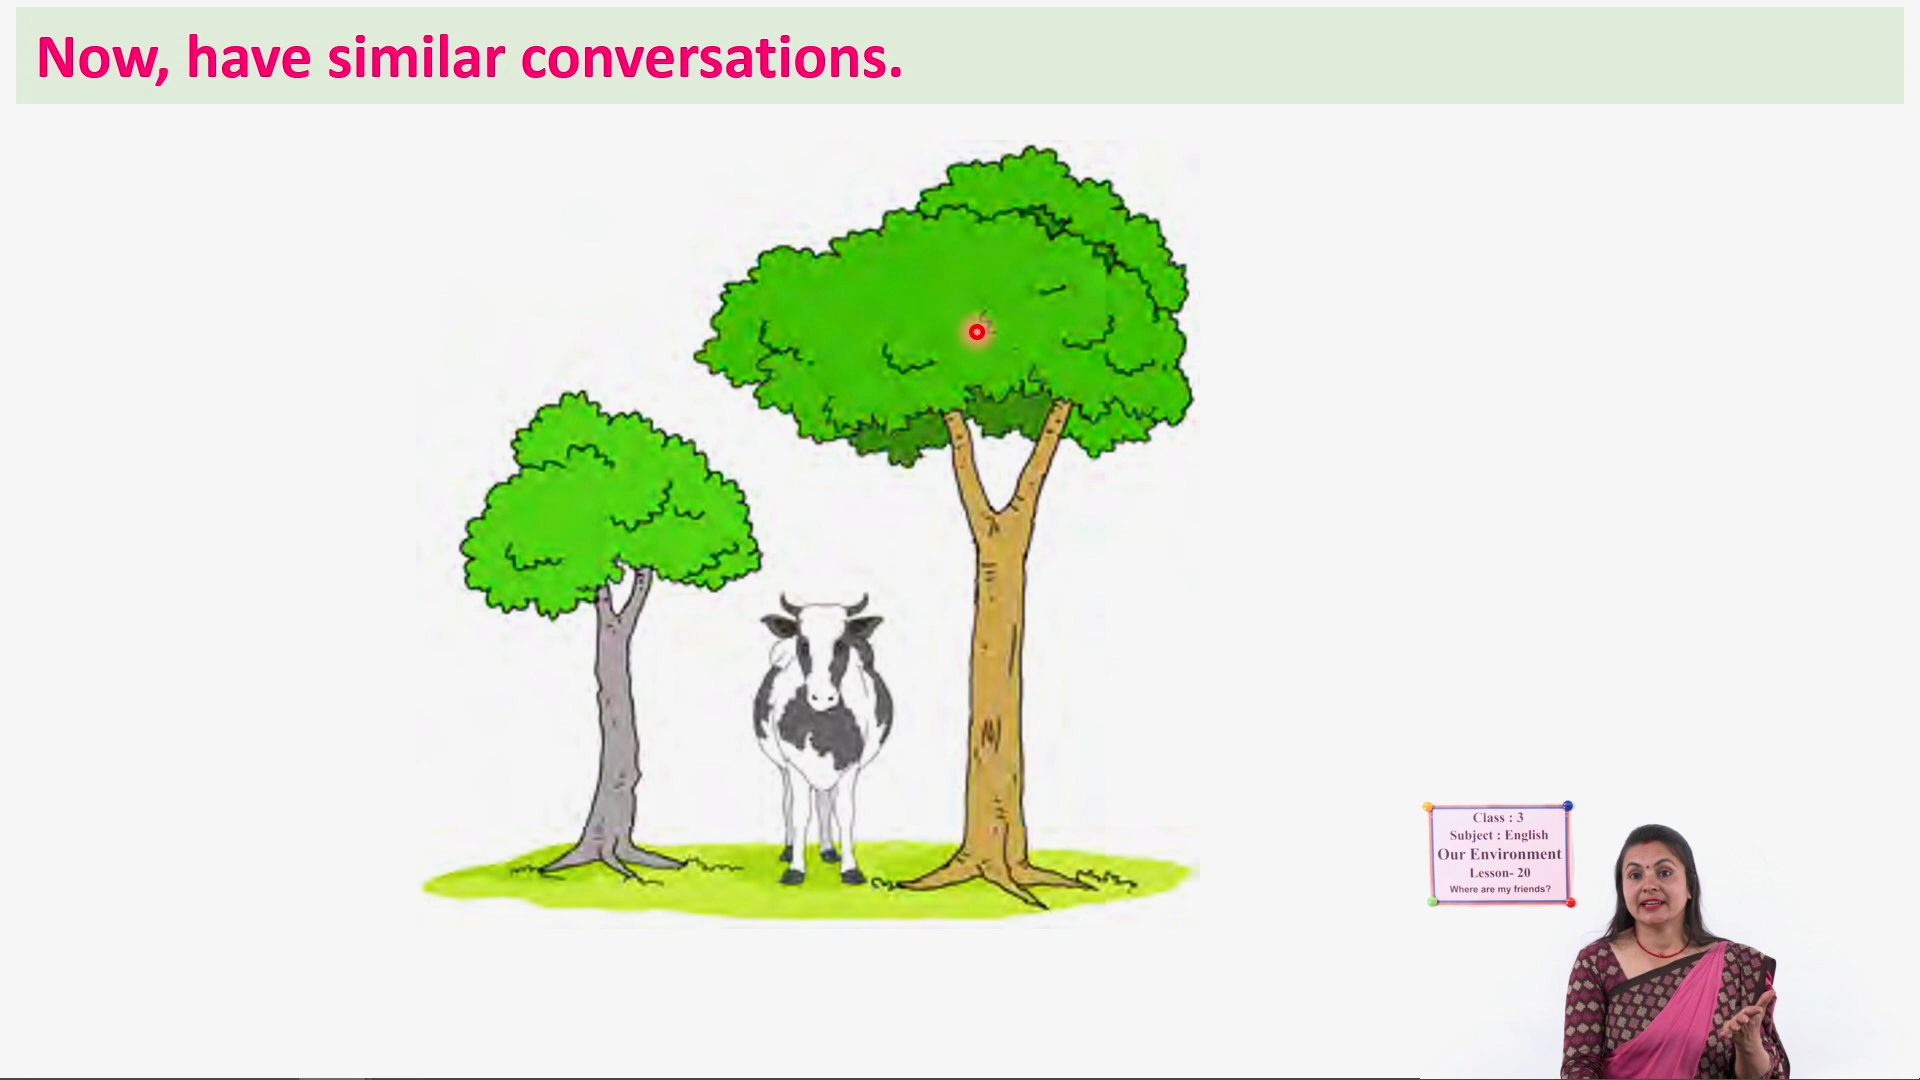 Now, have similar conversations.
Class : 3
Subject : English
Our Environment
Lesson- 20
Where are my friends?